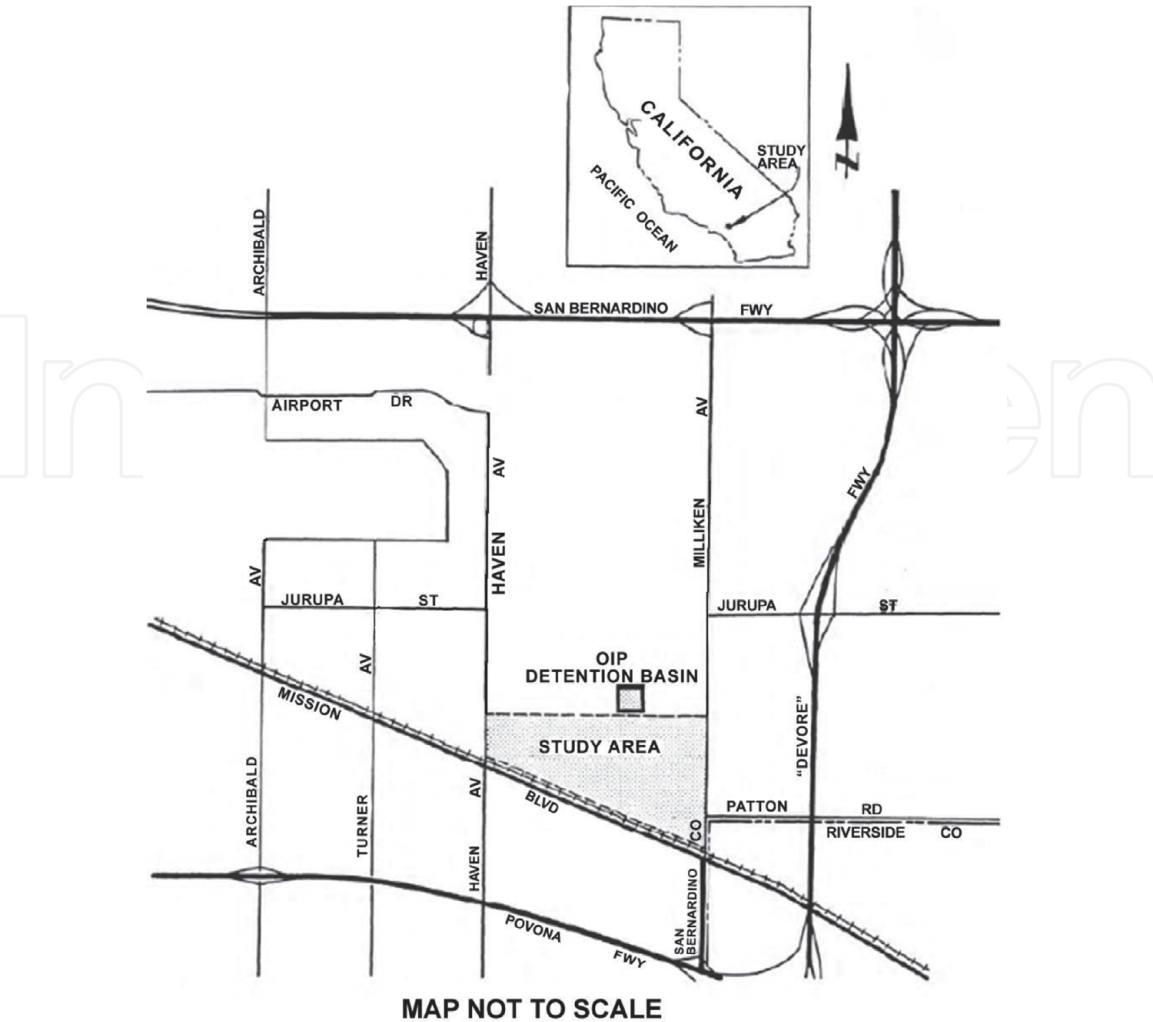 CALIFORNIA
STUDY
AREA
PACIFIC OCEAN
N
ARCHIBALD
HAVEN
SAN BERNARDINO
FWY
AIRPORT
DR
AV
HAVEN
AV
MILLIKEN
FWY
AV
JURUPA
ST
JURUPA
ST
AV
OIP
DETENTION BASIN
MISSION
STUDY AREA
"DEVORE"
BLVD
AV
PATTON
RD
RIVERSIDE
CO
CO
ARCHIBALD
TURNER
HAVEN
SAN
BERNARDINO
POVONA
FWY
MAP NOT TO SCALE